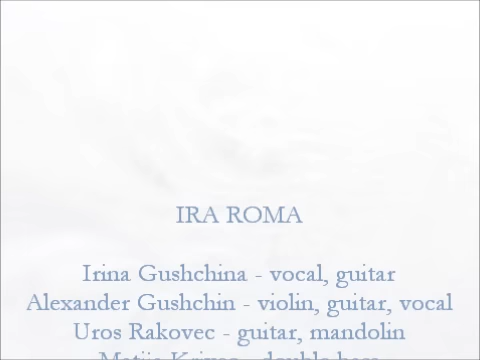 IRA ROMA
Irina Gushchina - vocal, guitar
Alexander Gushchin - violin, guitar, vocal
Uros Rakovec - guitar, mandolin